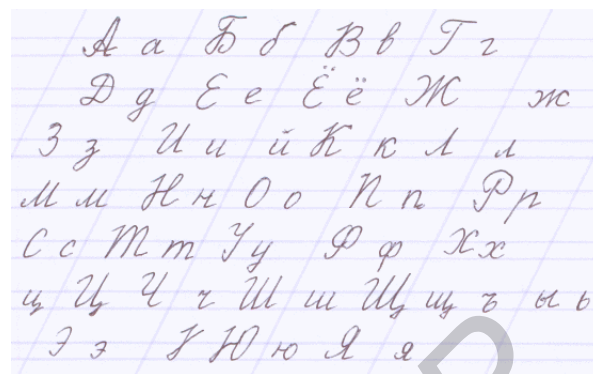 А а Б б В в Г г
Д д Е е Ё ё Ж ж
З з И и й К к Л л
М м Н н О о П п Р р
С с Т т У у Ф ф Х х
ц Ц Ч ч Ш ш Щ щ ъ ы ь
Э э Ю ю Я я